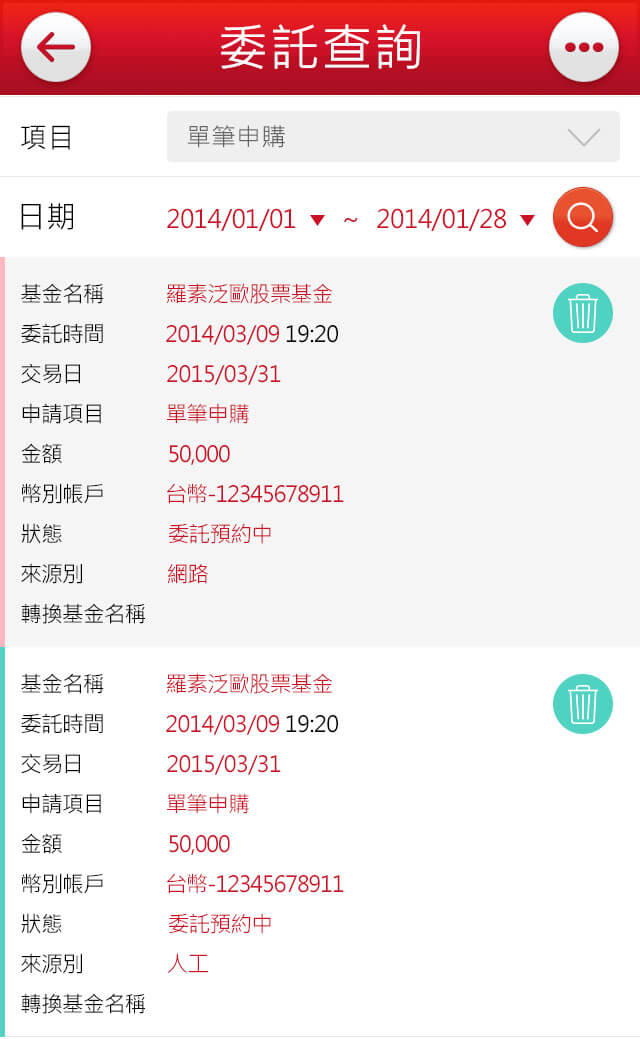 委託查詢
項目 單筆申購
日期 2014/01/01 ~ 2014/01/28
基金名稱 羅素泛歐股票基金
委託時間 2014/03/09 19:20
交易日 2015/03/31
申請項目 單筆申購
金額 50,000
幣別帳戶 台幣-12345678911
狀態 委託預約中
來源別 網路
轉換基金名稱
基金名稱 羅素泛歐股票基金
委託時間 2014/03/09 19:20
交易日 2015/03/31
申請項目 單筆申購
金額 50,000
幣別帳戶 台幣-12345678911
狀態 委託預約中
來源別 人工
轉換基金名稱